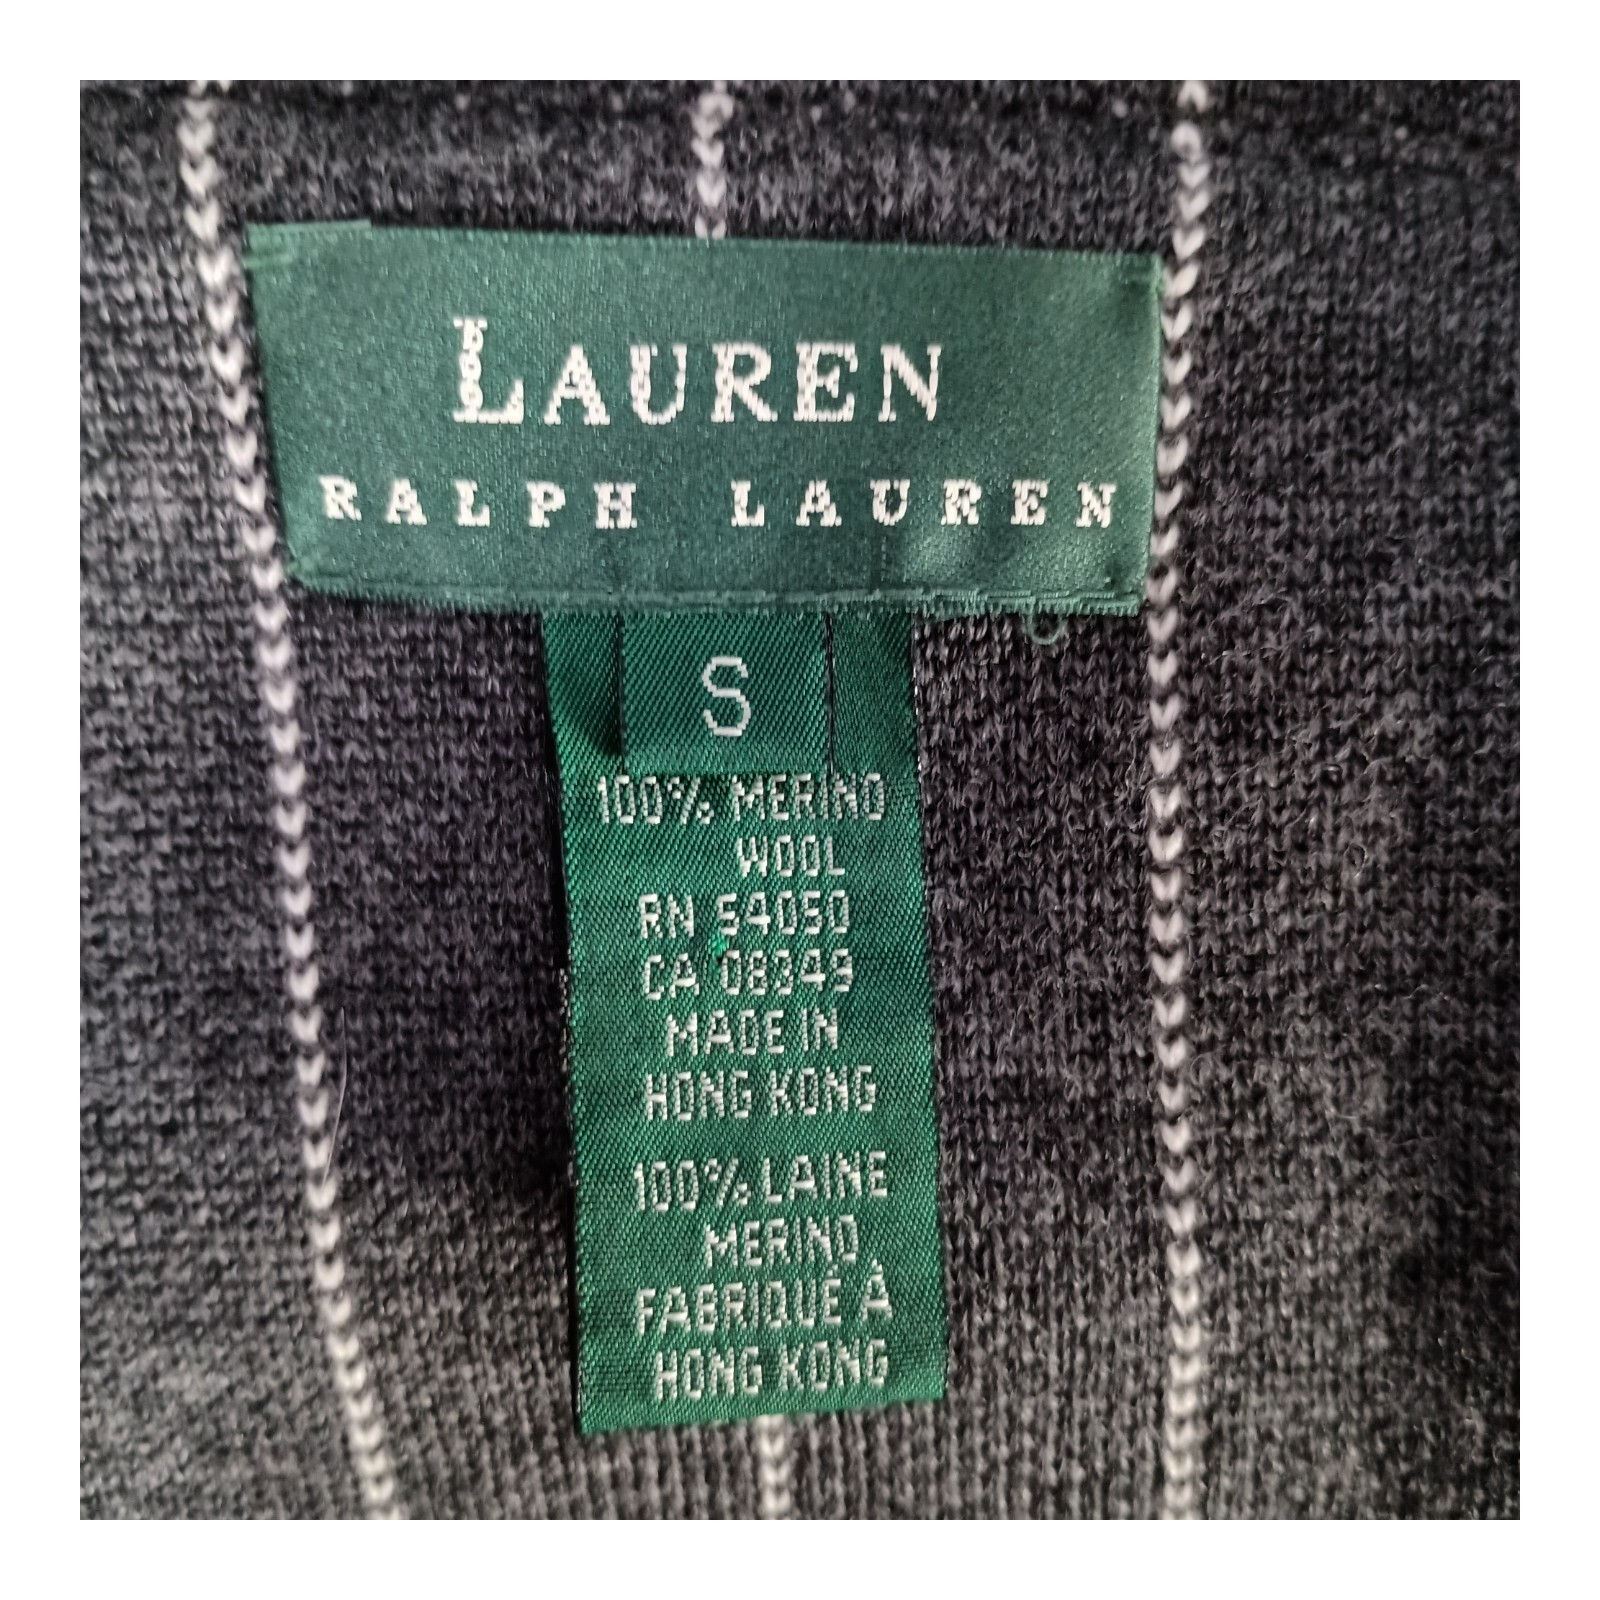 LAUREN
RALPH LAUREN
S
100% MERINO
WOOL
RN 54050
CA 08349
MADE IN
HONG KONG
100% LAINE
MERINO
FABRIQUÉ À
HONG KONG